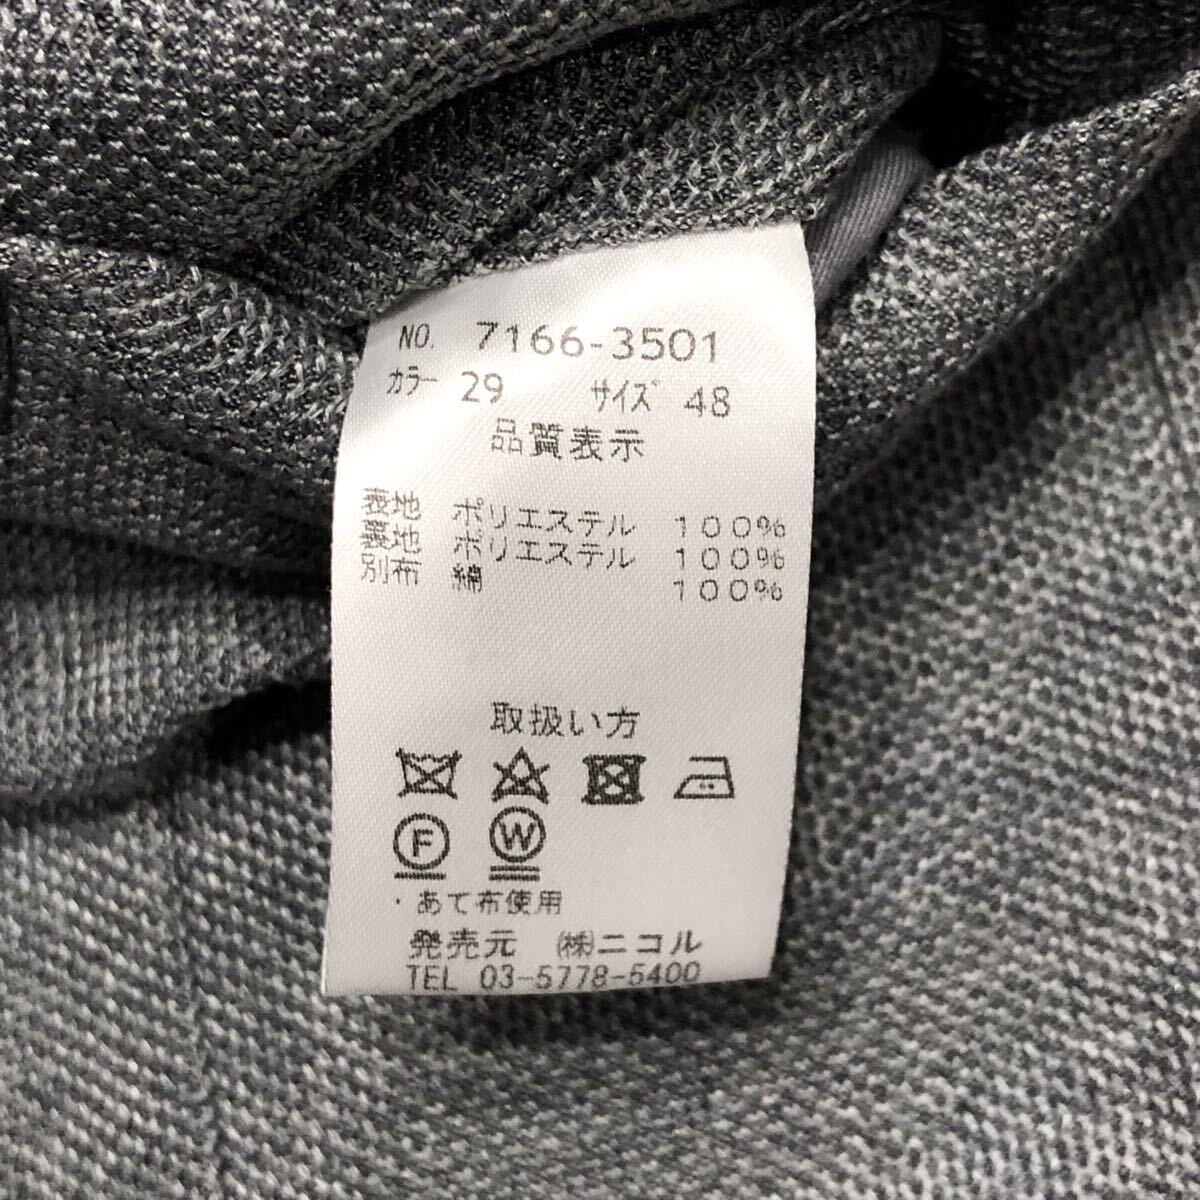 NO. 7166-3501
カラー 29 サイズ 48
品質表示
表地 ポリエステル 100%
裏地 ポリエステル 100%
別布 綿 100%
取扱い方
F W
・あて布使用
発売元 ㈱ニコル
TEL 03-5778-5400